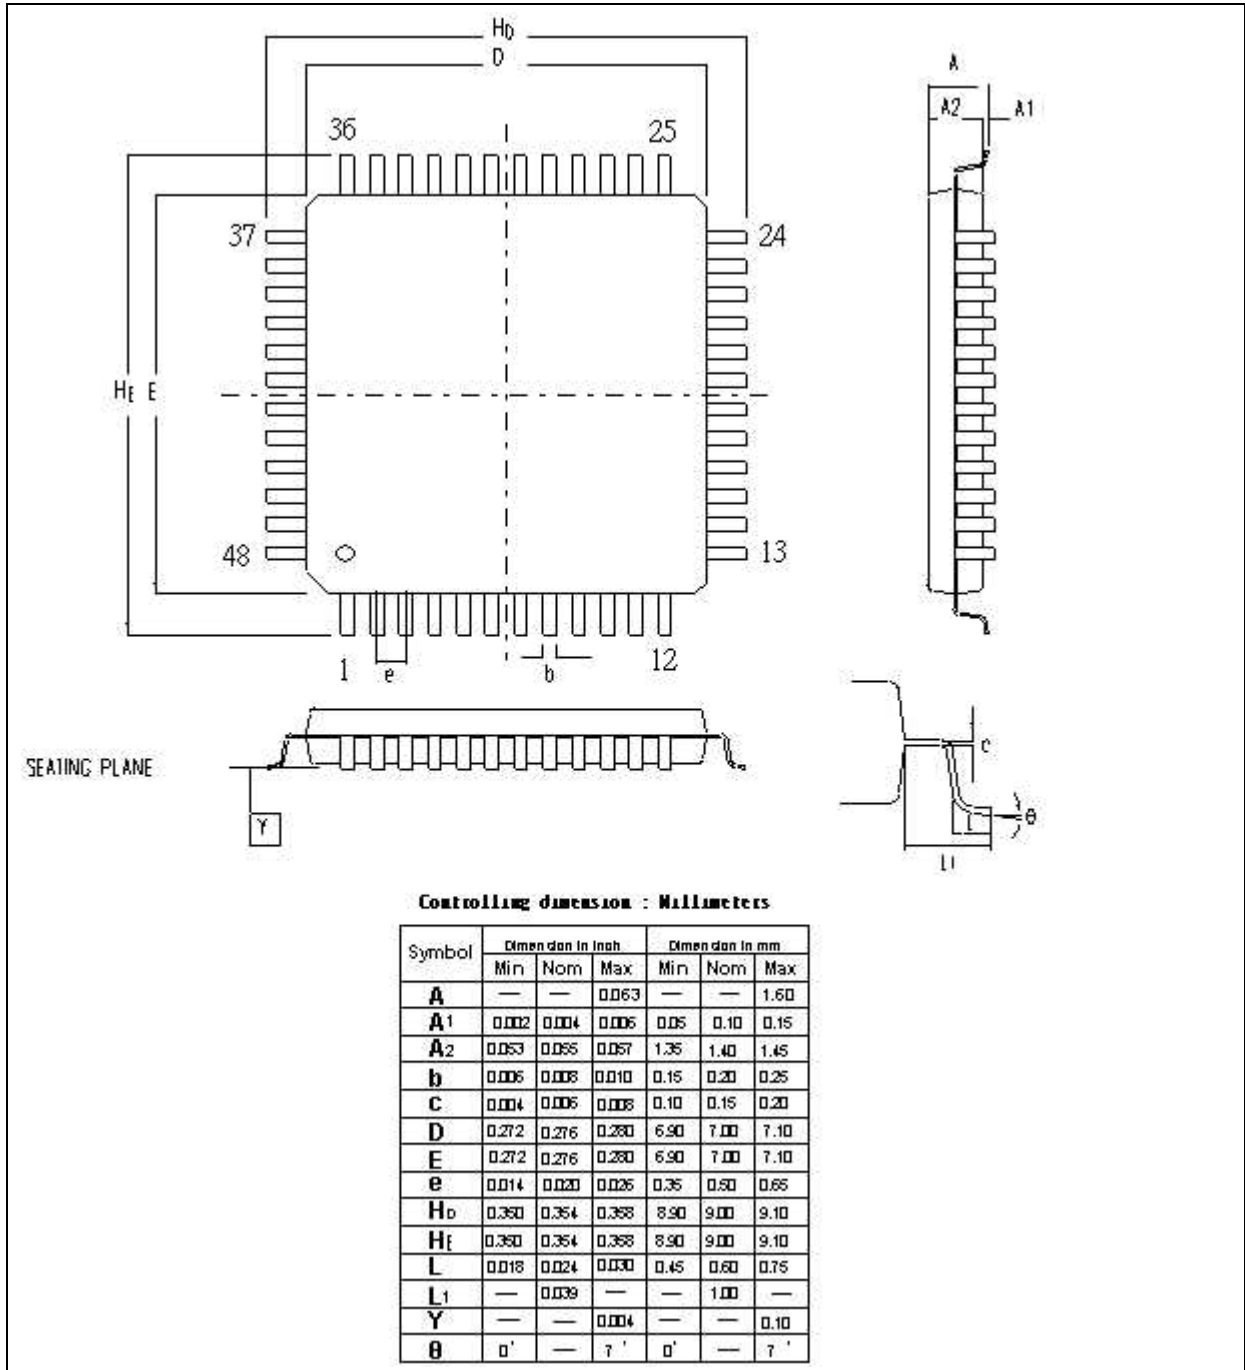 HD
D
A
A2
A1
36
25
37
24
HE
E
48
13
1
e
b
12
SEATING PLANE
Y
c
θ
L
L1
Controlling dimension : Millimeters
Symbol Dimension in inch Dimension in mm
Min Nom Max Min Nom Max
A — — 0.063 — — 1.60
A1 0.002 0.004 0.006 0.05 0.10 0.15
A2 0.053 0.055 0.057 1.35 1.40 1.45
b 0.006 0.008 0.010 0.15 0.20 0.25
c 0.004 0.006 0.008 0.10 0.15 0.20
D 0.272 0.276 0.280 6.90 7.00 7.10
E 0.272 0.276 0.280 6.90 7.00 7.10
e 0.014 0.020 0.026 0.35 0.50 0.65
HD 0.350 0.354 0.358 8.90 9.00 9.10
HE 0.350 0.354 0.358 8.90 9.00 9.10
L 0.018 0.024 0.030 0.45 0.60 0.75
L1 — 0.039 — — 1.00 —
Y — — 0.004 — — 0.10
θ 0° — 7° 0° — 7°